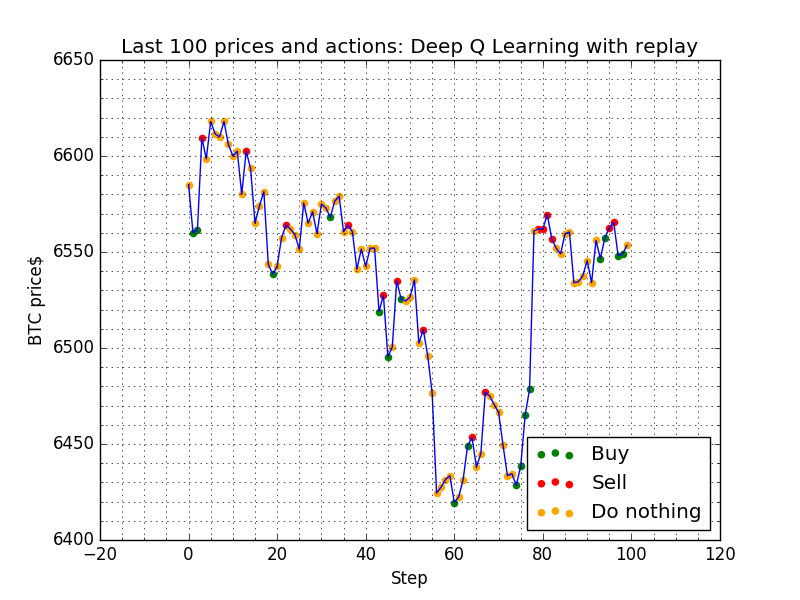 Last 100 prices and actions: Deep Q Learning with replay
6650
6600
6550
6500
6450
6400
BTC price$
Buy
Sell
Do nothing
−20 0 20 40 60 80 100 120
Step